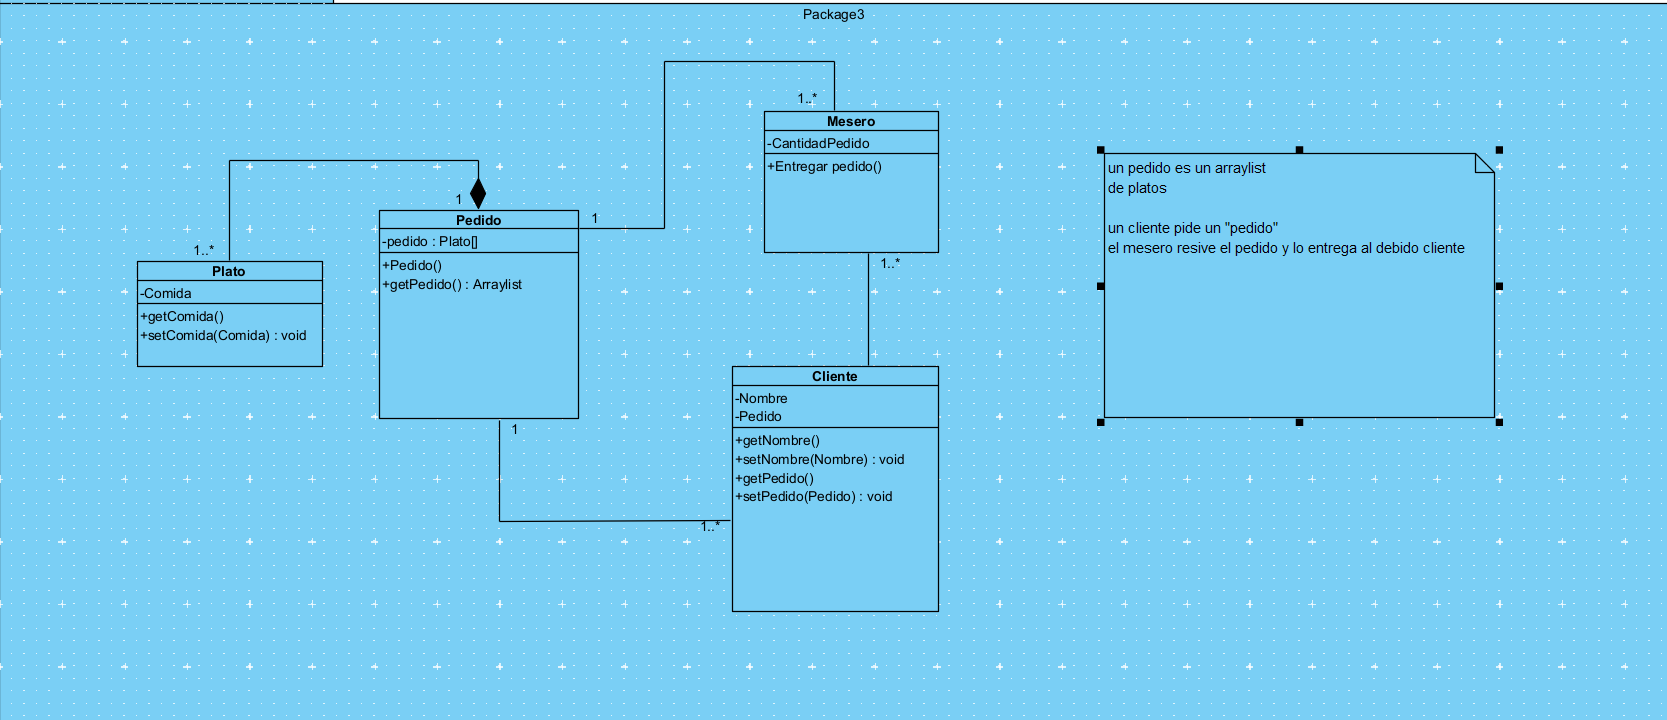 Package3
1..*
Mesero
-CantidadPedido
+Entregar pedido()
1..*
1
1..*
Plato
-Comida
+getComida()
+setComida(Comida) : void
Pedido
-pedido : Plato[]
+Pedido()
+getPedido() : Arraylist
1
1
1..*
Cliente
-Nombre
-Pedido
+getNombre()
+setNombre(Nombre) : void
+getPedido()
+setPedido(Pedido) : void
un pedido es un arraylist
de platos
un cliente pide un "pedido"
el mesero resive el pedido y lo entrega al debido cliente